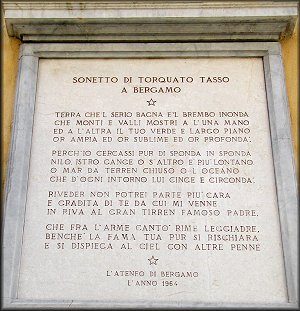 SONETTO DI TORQUATO TASSO
A BERGAMO
TERRA CHE'L SERIO BAGNA E'L BREMBO INONDA
CHE MONTI E VALLI MOSTRI A L'UNA MANO
ED A L'ALTRA IL TUO VERDE E LARGO PIANO
OR AMPIA ED OR SUBLIME ED OR PROFONDA.
PERCH'IO CERCASSI PUR DI SPONDA IN SPONDA
NILO, ISTRO GANGE O S'ALTRO E PIU LONTANO
O MAR DA TERREN CHIUSO O L'OCEANO
CHE D'OGNI INTORNO LUI CINGE E CIRCONDA,
RIVEDER NON POTREI PARTE PIU CARA
E GRADITA DI TE DA CUI MI VENNE
IN RIVA AL GRAN TIRREN FAMOSO PADRE,
CHE FRA L'ARME CANTÒ RIME LEGGIADRE,
BENCHE LA FAMA TUA PUR SI RISCHIARA
E SI DISPIEGA AL CIEL CON ALTRE PENNE
L'ATENEO DI BERGAMO
L'ANNO 1964